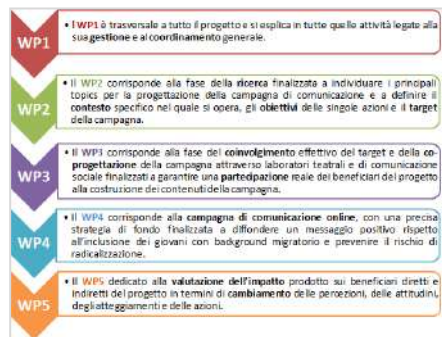 WP1
• l WP1 è trasversale a tutto il progetto e si esplica in tutte quelle attività legate alla
sua gestione e al coordinamento generale.
WP2
• Il WP2 corrisponde alla fase della ricerca finalizzata a individuare i principali
topics per la progettazione della campagna di comunicazione e a definire il
contesto specifico nel quale si opera, gli obiettivi delle singole azioni e il target
della campagna.
WP3
• Il WP3 corrisponde alla fase del coinvolgimento effettivo del target e della co-
progettazione della campagna attraverso laboratori teatrali e di comunicazione
sociale finalizzati a garantire una partecipazione reale dei beneficiari del progetto
alla costruzione dei contenuti della campagna.
WP4
• Il WP4 corrisponde alla campagna di comunicazione online, con una precisa
strategia di fondo finalizzata a diffondere un messaggio positivo rispetto
all'inclusione dei giovani con background migratorio e prevenire il rischio di
radicalizzazione.
WP5
• Il WP5 dedicato alla valutazione dell'impatto prodotto sui beneficiari diretti e
indiretti del progetto in termini di cambiamento delle percezioni, delle attitudini,
degli atteggiamenti e delle azioni.